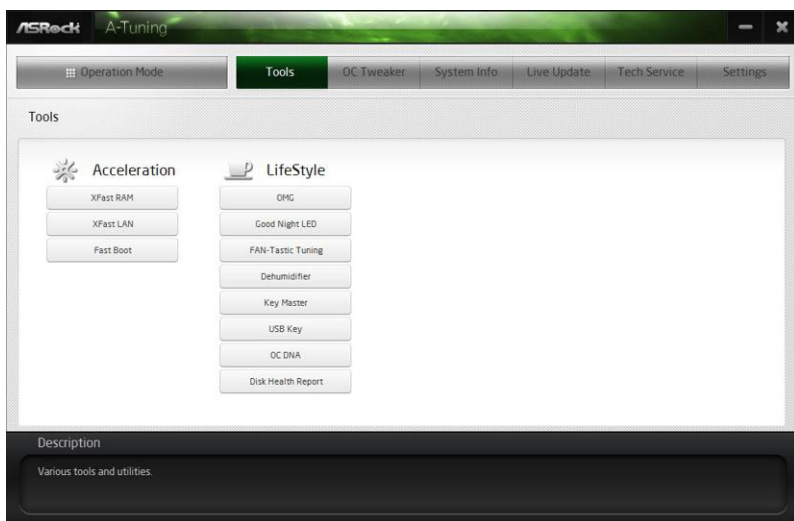 ASRock A-Tuning
Operation Mode Tools OC Tweaker System Info Live Update Tech Service Settings
Tools
Acceleration
XFast RAM
XFast LAN
Fast Boot
LifeStyle
OMG
Good Night LED
FAN-Tastic Tuning
Dehumidifier
Key Master
USB Key
OC DNA
Disk Health Report
Description
Various tools and utilities.